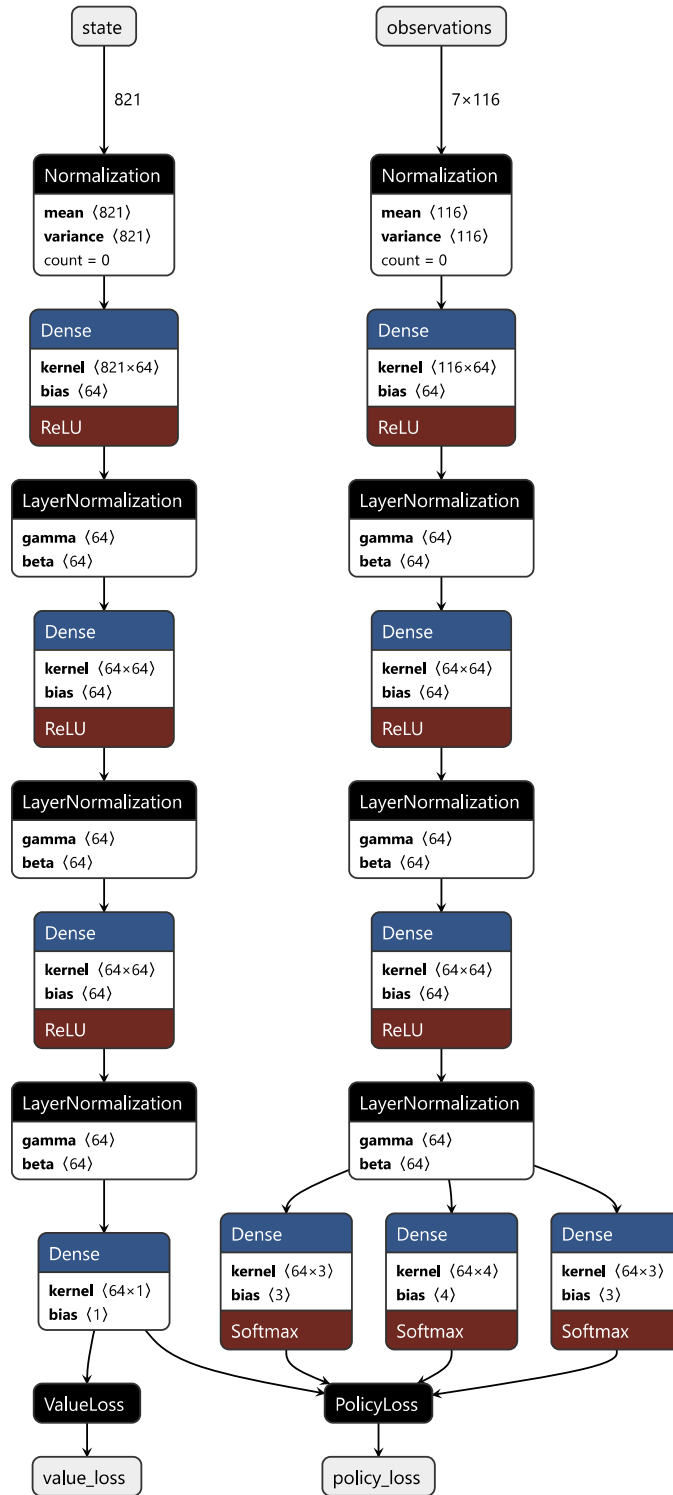 state
821
Normalization
mean ⟨821⟩
variance ⟨821⟩
count = 0
Dense
kernel ⟨821×64⟩
bias ⟨64⟩
ReLU
LayerNormalization
gamma ⟨64⟩
beta ⟨64⟩
Dense
kernel ⟨64×64⟩
bias ⟨64⟩
ReLU
LayerNormalization
gamma ⟨64⟩
beta ⟨64⟩
Dense
kernel ⟨64×64⟩
bias ⟨64⟩
ReLU
LayerNormalization
gamma ⟨64⟩
beta ⟨64⟩
Dense
kernel ⟨64×1⟩
bias ⟨1⟩
ValueLoss
value_loss
observations
7×116
Normalization
mean ⟨116⟩
variance ⟨116⟩
count = 0
Dense
kernel ⟨116×64⟩
bias ⟨64⟩
ReLU
LayerNormalization
gamma ⟨64⟩
beta ⟨64⟩
Dense
kernel ⟨64×64⟩
bias ⟨64⟩
ReLU
LayerNormalization
gamma ⟨64⟩
beta ⟨64⟩
Dense
kernel ⟨64×64⟩
bias ⟨64⟩
ReLU
LayerNormalization
gamma ⟨64⟩
beta ⟨64⟩
Dense
kernel ⟨64×3⟩
bias ⟨3⟩
Softmax
Dense
kernel ⟨64×4⟩
bias ⟨4⟩
Softmax
Dense
kernel ⟨64×3⟩
bias ⟨3⟩
Softmax
PolicyLoss
policy_loss